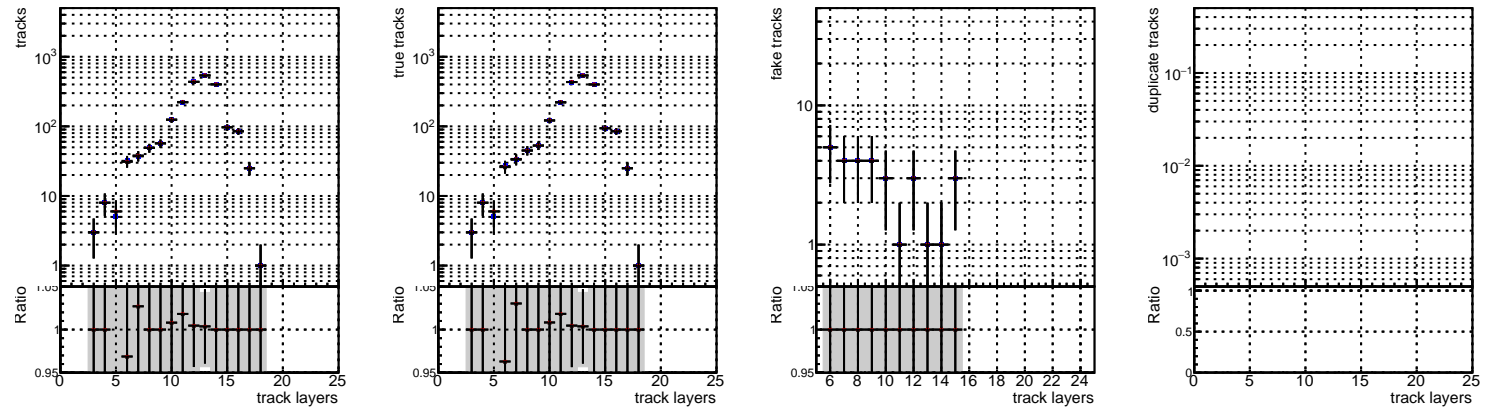 tracks
10³
10²
10
1
Ratio
1.05
1
0.95
0 5 10 15 20 25
track layers
true tracks
10³
10²
10
1
Ratio
1.05
1
0.95
0 5 10 15 20 25
track layers
fake tracks
10
1
Ratio
1.05
1
0.95
6 8 10 12 14 16 18 20 22 24
track layers
duplicate tracks
10⁻¹
10⁻²
10⁻³
Ratio
1
0.5
0
0 5 10 15 20 25
track layers